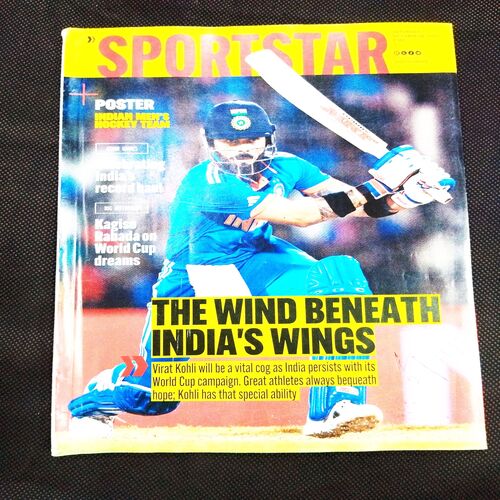 SPORTSTAR
POSTER
INDIAN MEN'S
HOCKEY TEAM
India's
record haul
Kagiso
Rabada on
World Cup
dreams
THE WIND BENEATH
INDIA'S WINGS
Virat Kohli will be a vital cog as India persists with its
World Cup campaign. Great athletes always bequeath
hope; Kohli has that special ability